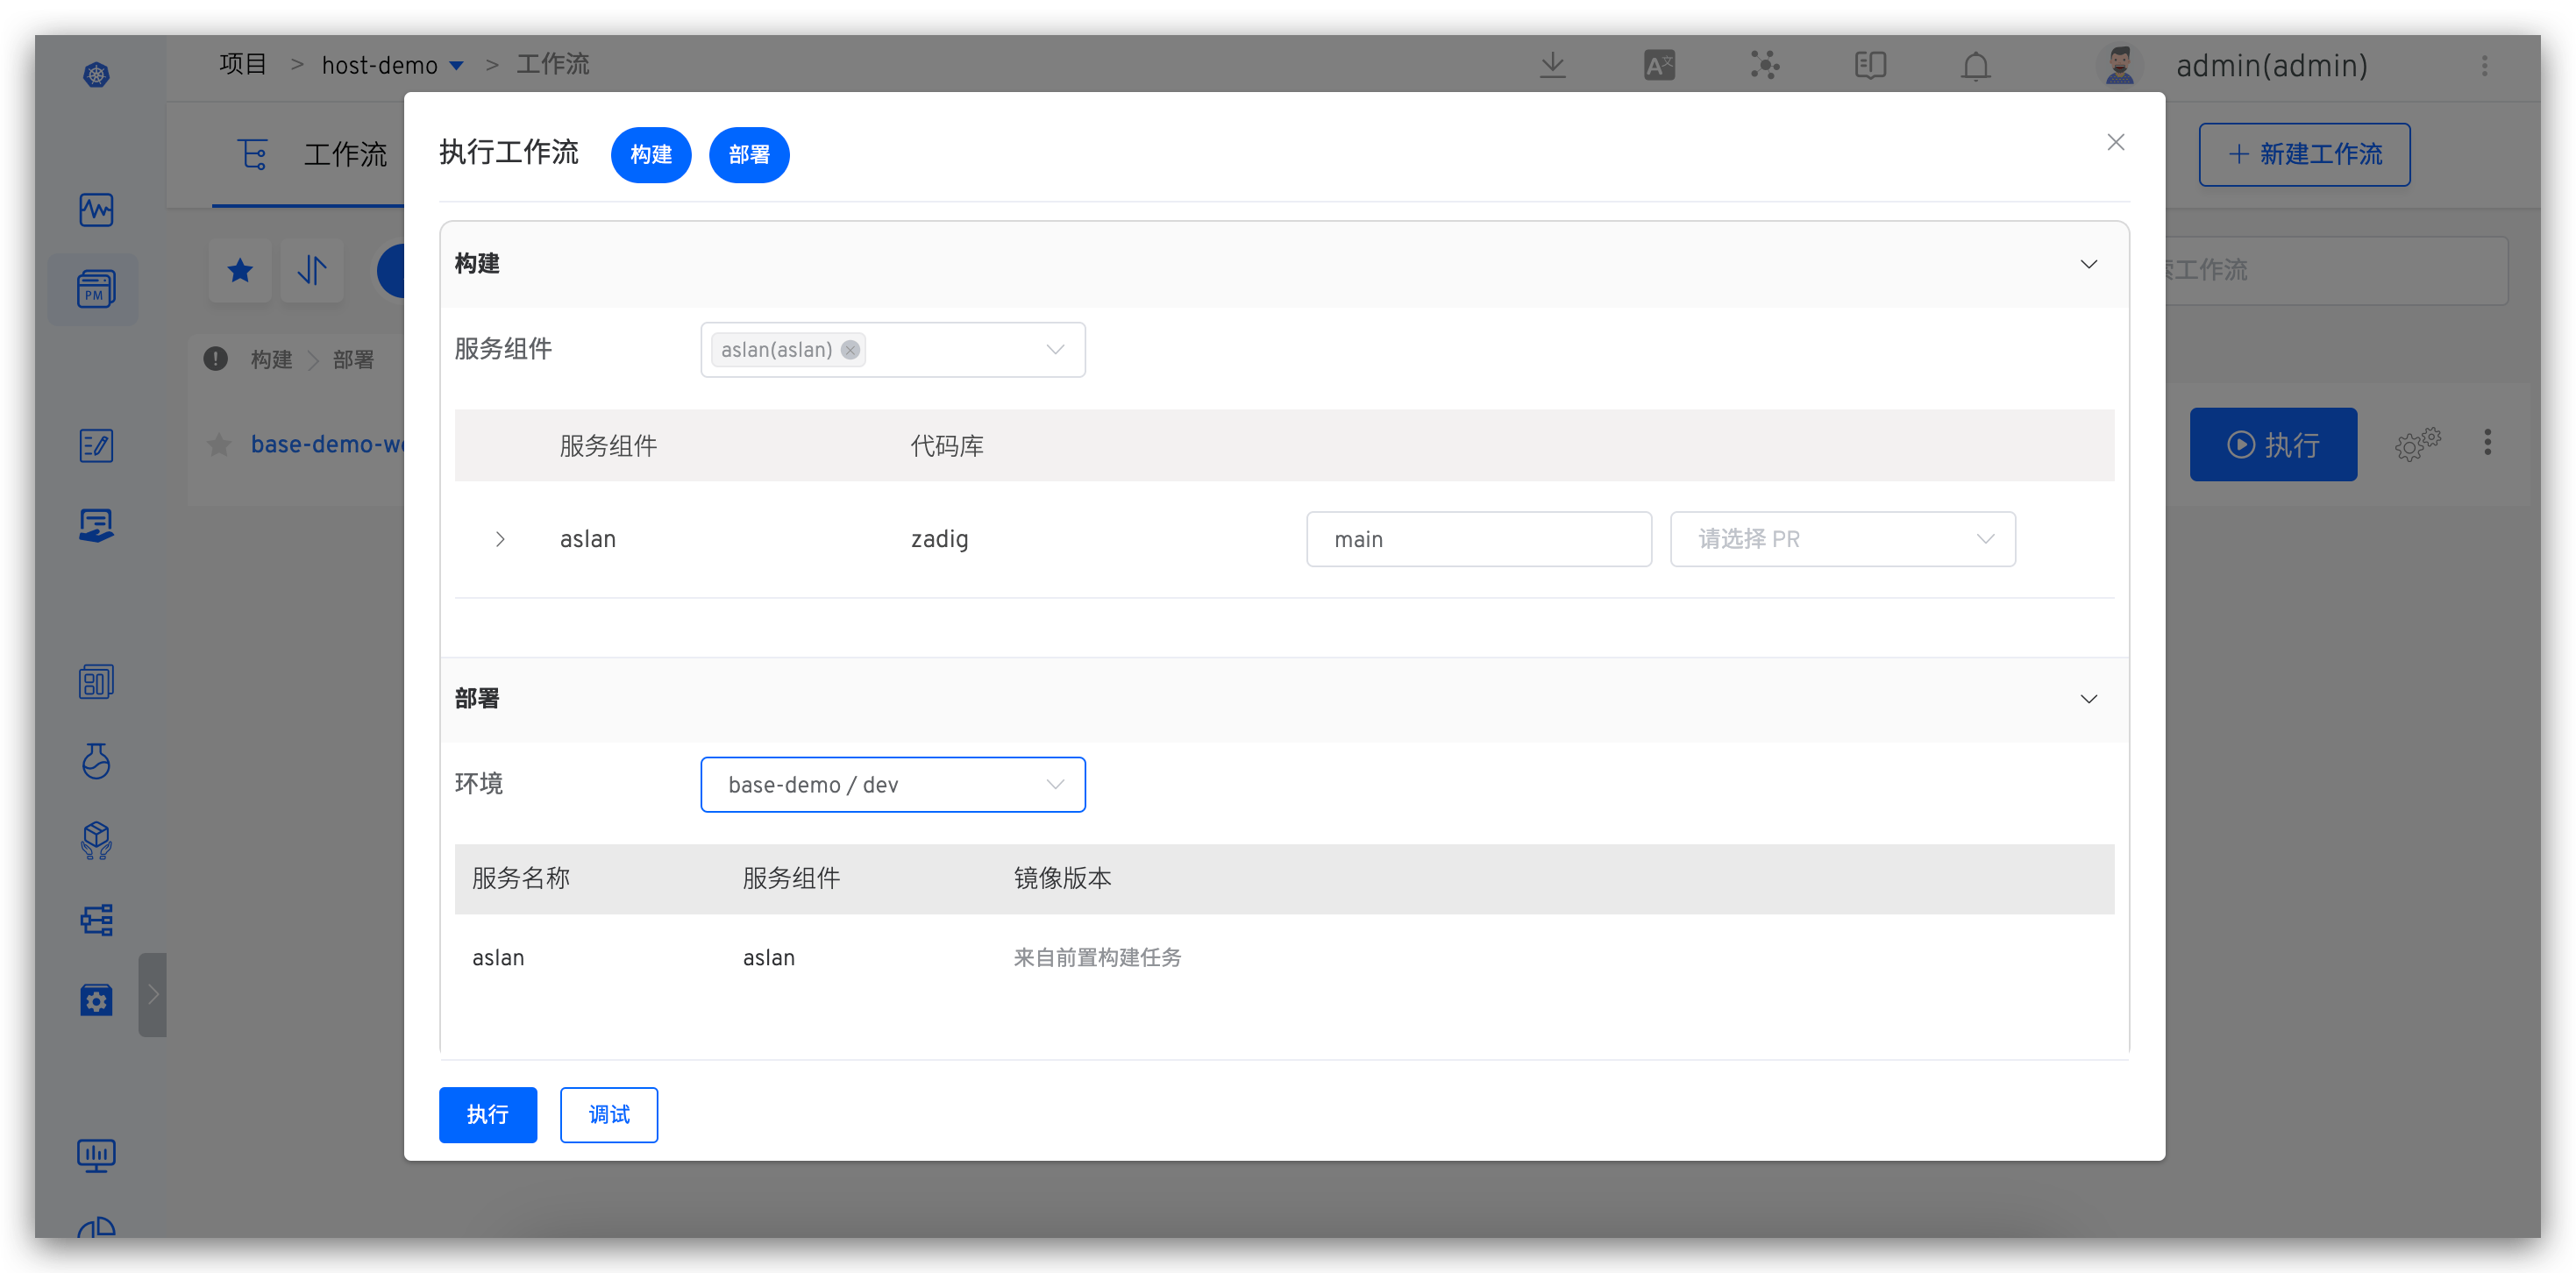 项目 > host-demo > 工作流
admin(admin)
工作流
+ 新建工作流
执行工作流 构建 部署
构建
工作流
服务组件 aslan(aslan)
构建 > 部署
服务组件 代码库
base-demo-w
执行
aslan zadig main 请选择 PR
部署
环境 base-demo / dev
服务名称 服务组件 镜像版本
aslan aslan 来自前置构建任务
执行 调试
PM